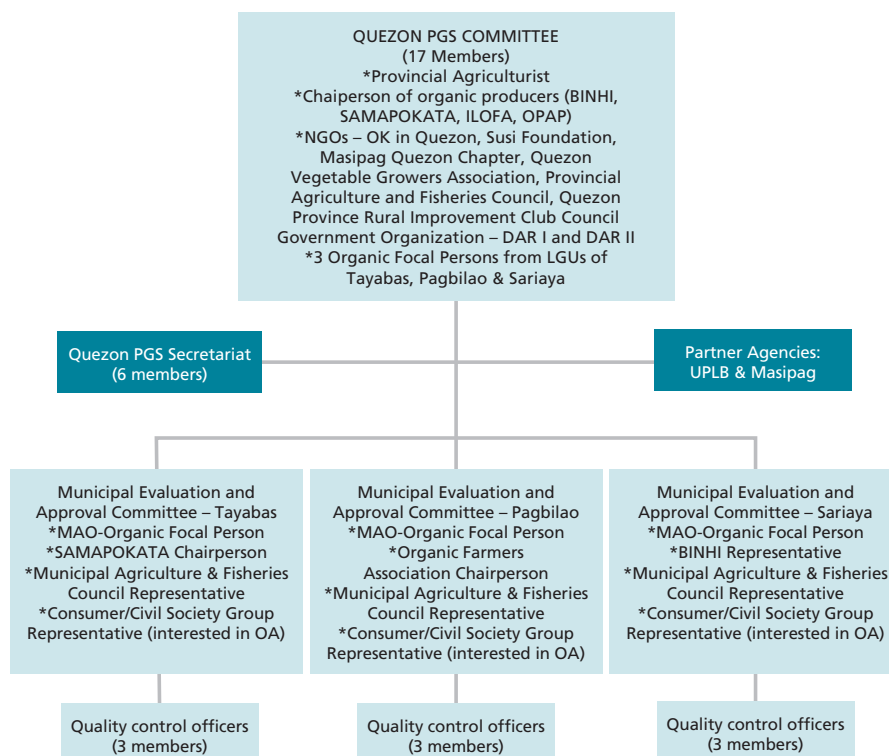 QUEZON PGS COMMITTEE
(17 Members)
*Provincial Agriculturist
*Chaiperson of organic producers (BINHI,
SAMAPOKATA, ILOFA, OPAP)
*NGOs – OK in Quezon, Susi Foundation,
Masipag Quezon Chapter, Quezon
Vegetable Growers Association, Provincial
Agriculture and Fisheries Council, Quezon
Province Rural Improvement Club Council
Government Organization – DAR I and DAR II
*3 Organic Focal Persons from LGUs of
Tayabas, Pagbilao & Sariaya
Quezon PGS Secretariat
(6 members)
Partner Agencies:
UPLB & Masipag
Municipal Evaluation and
Approval Committee – Tayabas
*MAO-Organic Focal Person
*SAMAPOKATA Chairperson
*Municipal Agriculture & Fisheries
Council Representative
*Consumer/Civil Society Group
Representative (interested in OA)
Municipal Evaluation and
Approval Committee – Pagbilao
*MAO-Organic Focal Person
*Organic Farmers
Association Chairperson
*Municipal Agriculture & Fisheries
Council Representative
*Consumer/Civil Society Group
Representative (interested in OA)
Municipal Evaluation and
Approval Committee – Sariaya
*MAO-Organic Focal Person
*BINHI Representative
*Municipal Agriculture & Fisheries
Council Representative
*Consumer/Civil Society Group
Representative (interested in OA)
Quality control officers
(3 members)
Quality control officers
(3 members)
Quality control officers
(3 members)